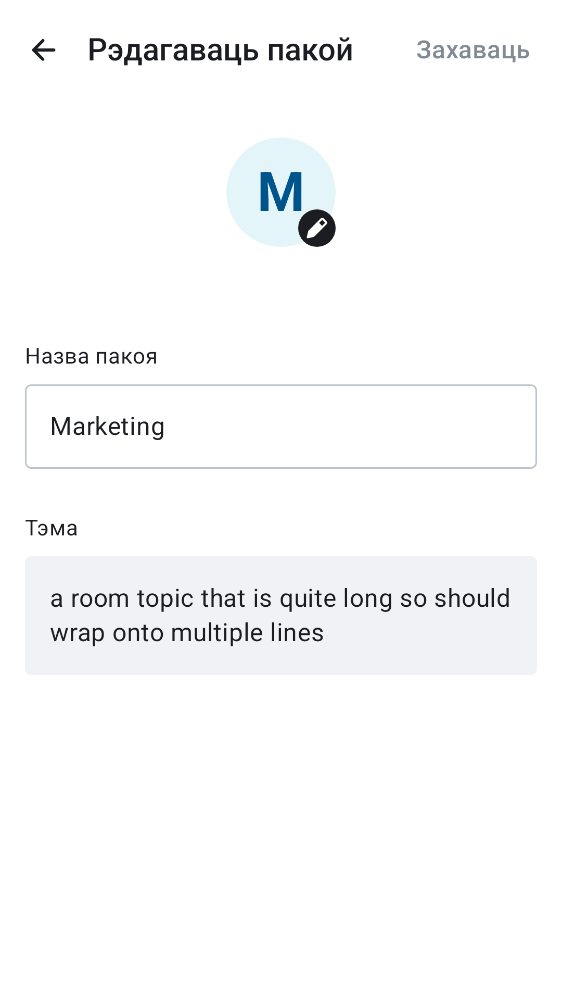 Рэдагаваць пакой
Захаваць
M
Назва пакоя
Marketing
Тэма
a room topic that is quite long so should
wrap onto multiple lines